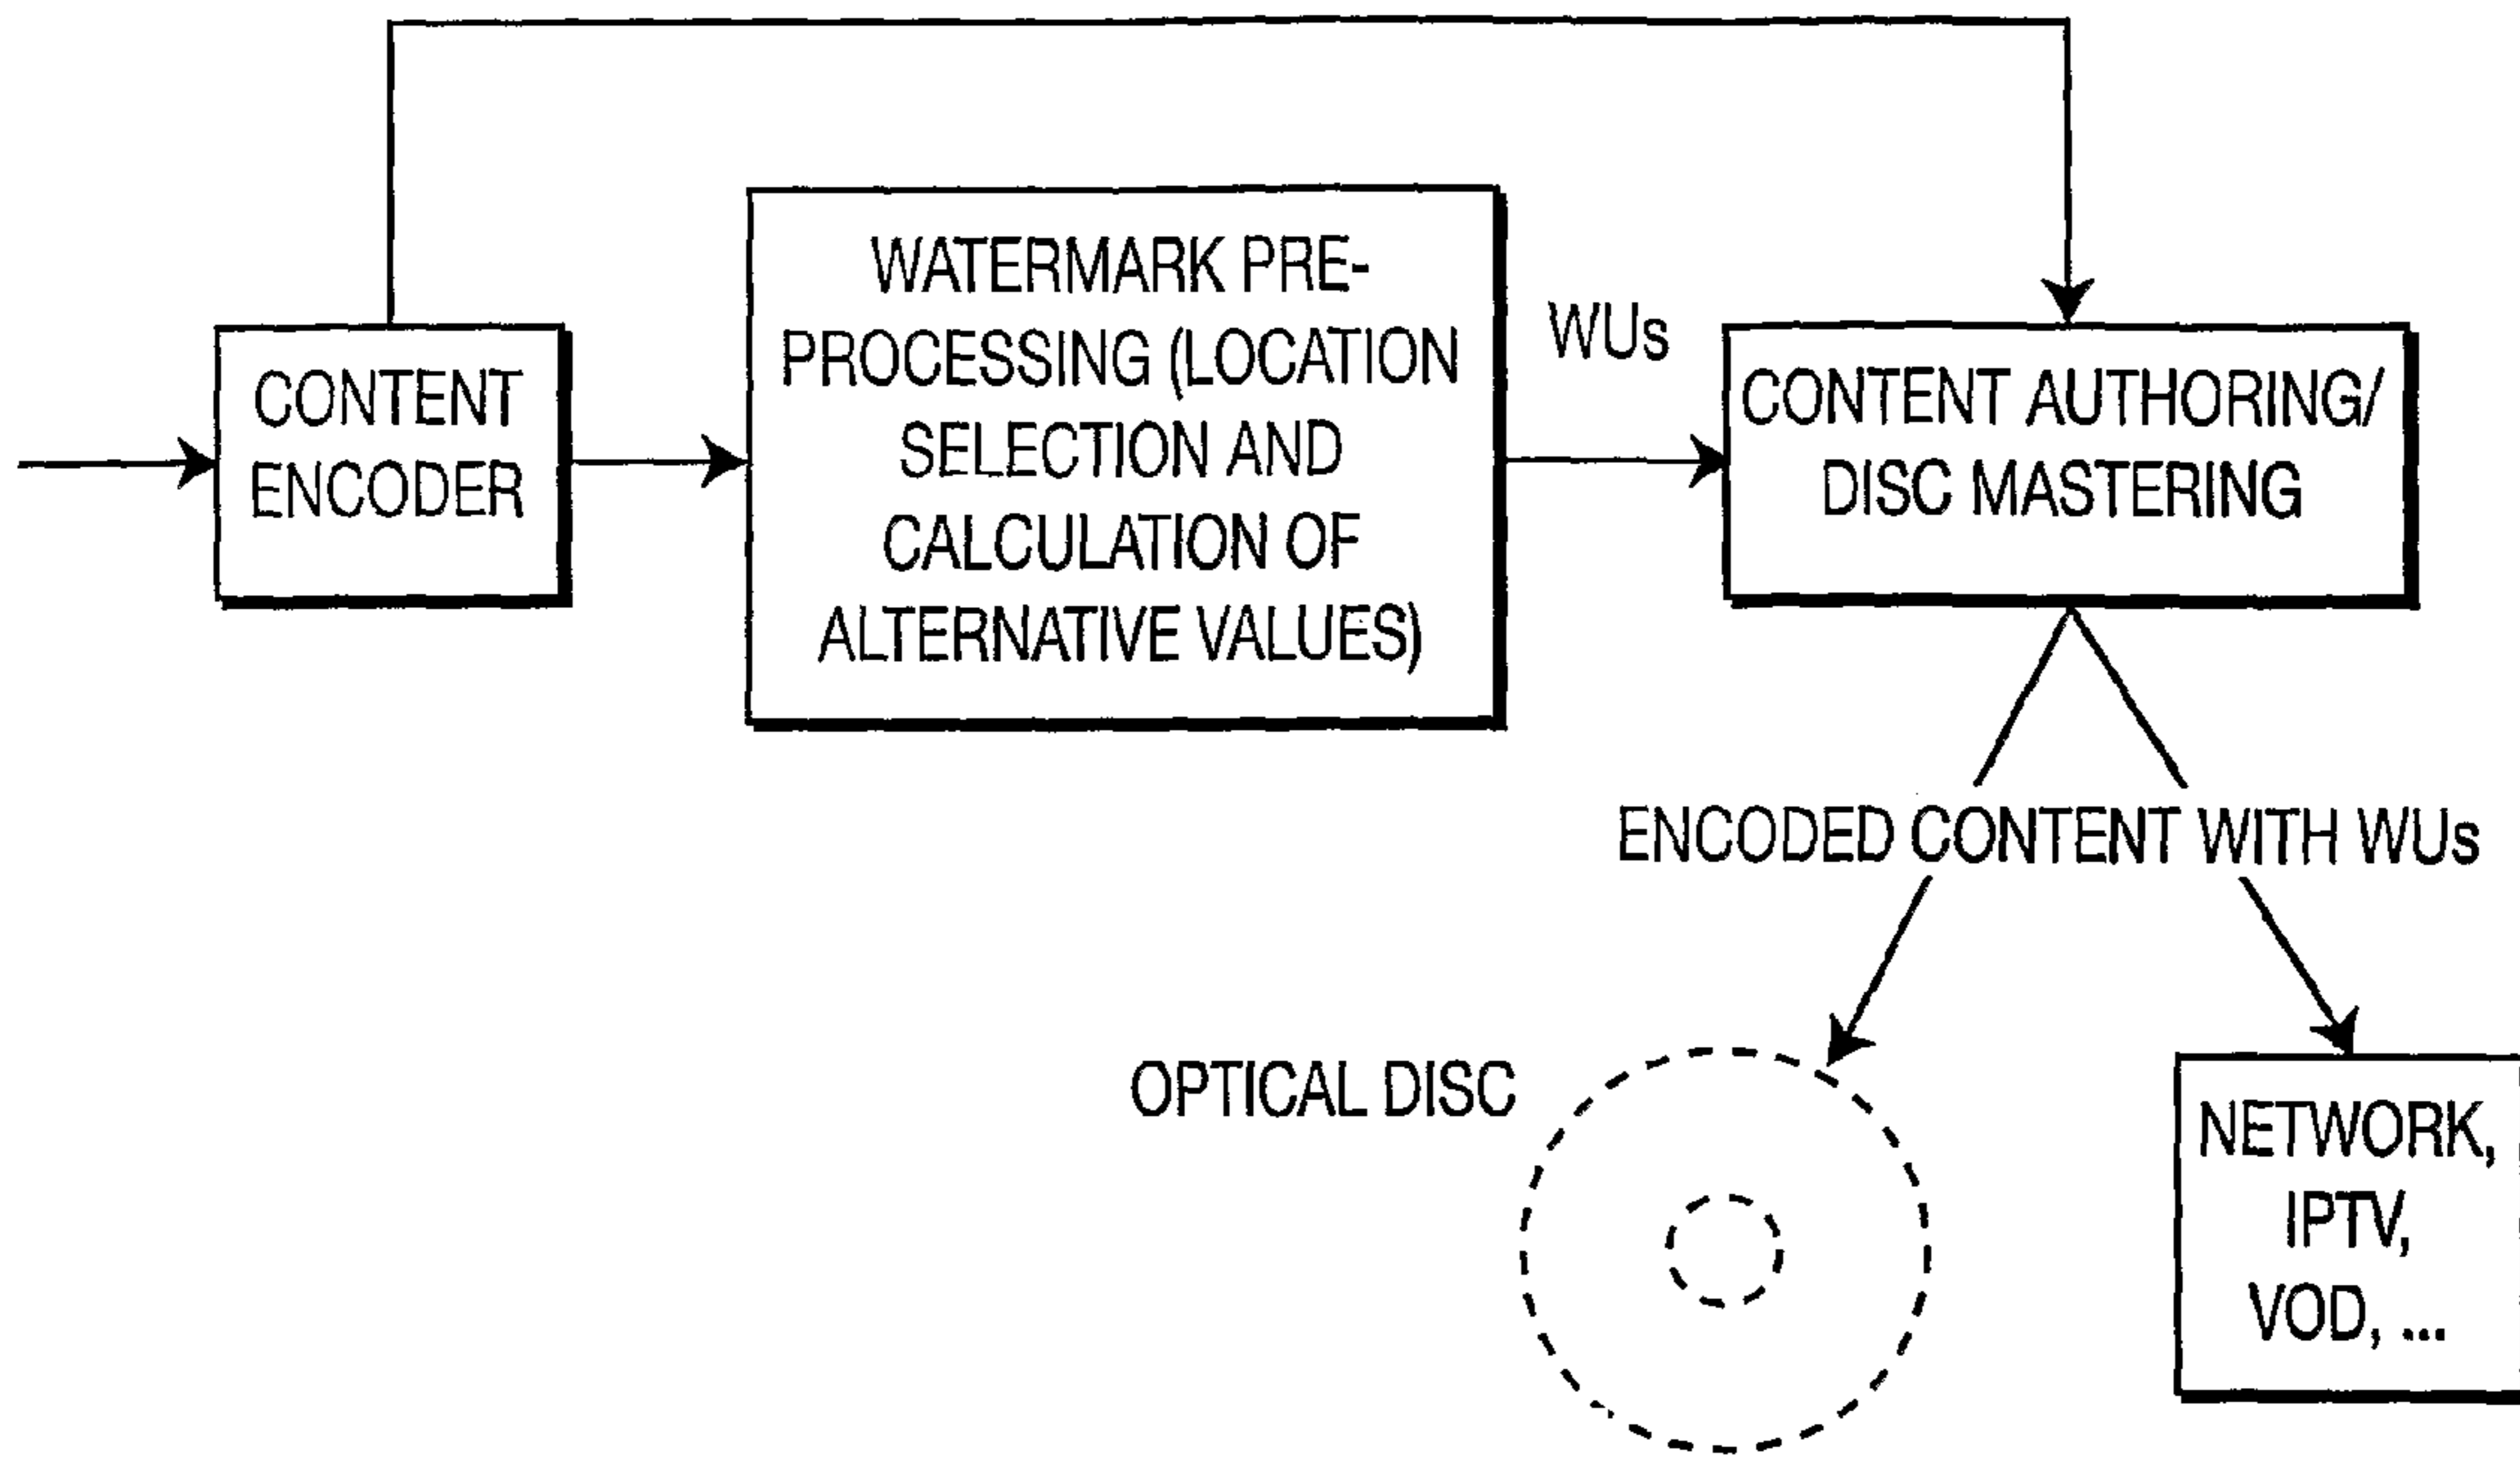 CONTENT
ENCODER
WATERMARK PRE-
PROCESSING (LOCATION
SELECTION AND
CALCULATION OF
ALTERNATIVE VALUES)
WUs
CONTENT AUTHORING/
DISC MASTERING
ENCODED CONTENT WITH WUs
OPTICAL DISC
NETWORK,
IPTV,
VOD, ...